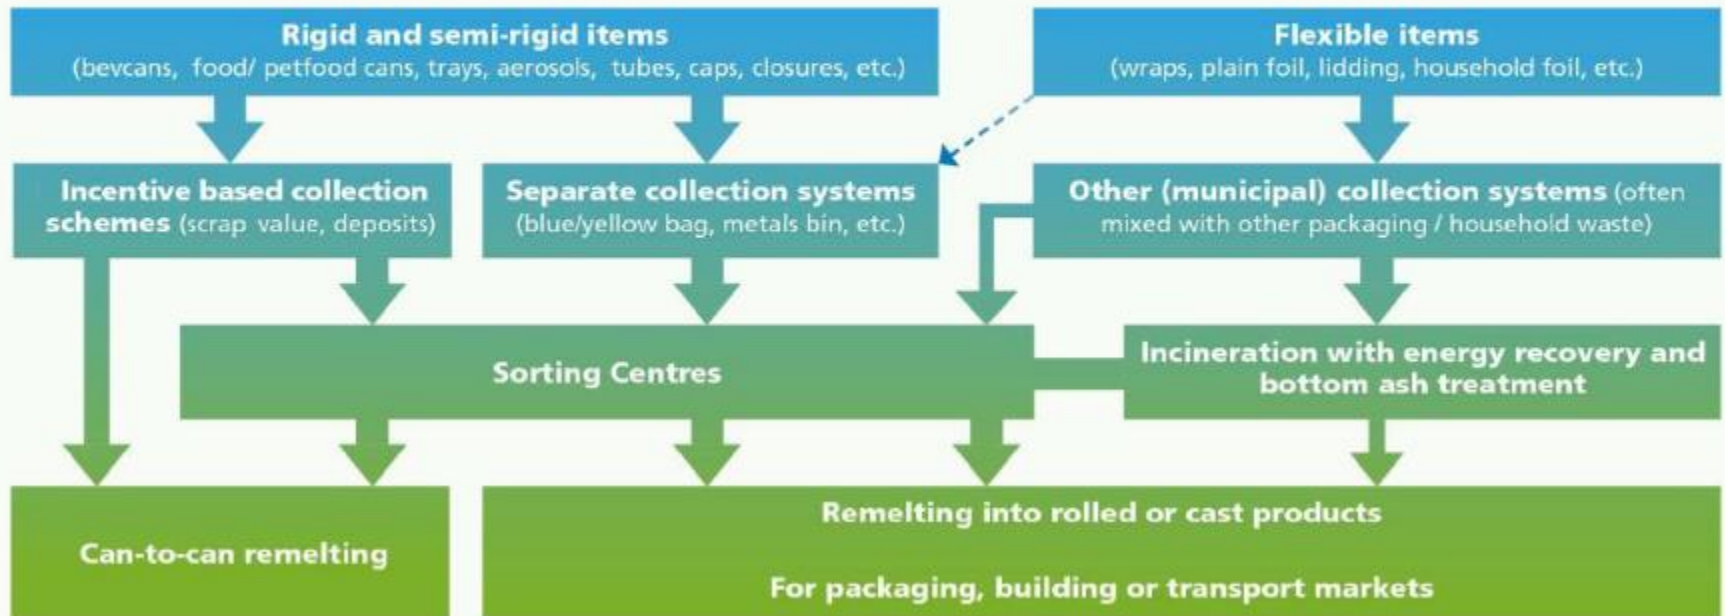 Rigid and semi-rigid items
(bevcans, food/ petfood cans, trays, aerosols, tubes, caps, closures, etc.)
Flexible items
(wraps, plain foil, lidding, household foil, etc.)
Incentive based collection
schemes (scrap value, deposits)
Separate collection systems
(blue/yellow bag, metals bin, etc.)
Other (municipal) collection systems (often
mixed with other packaging / household waste)
Sorting Centres
Incineration with energy recovery and
bottom ash treatment
Can-to-can remelting
Remelting into rolled or cast products
For packaging, building or transport markets